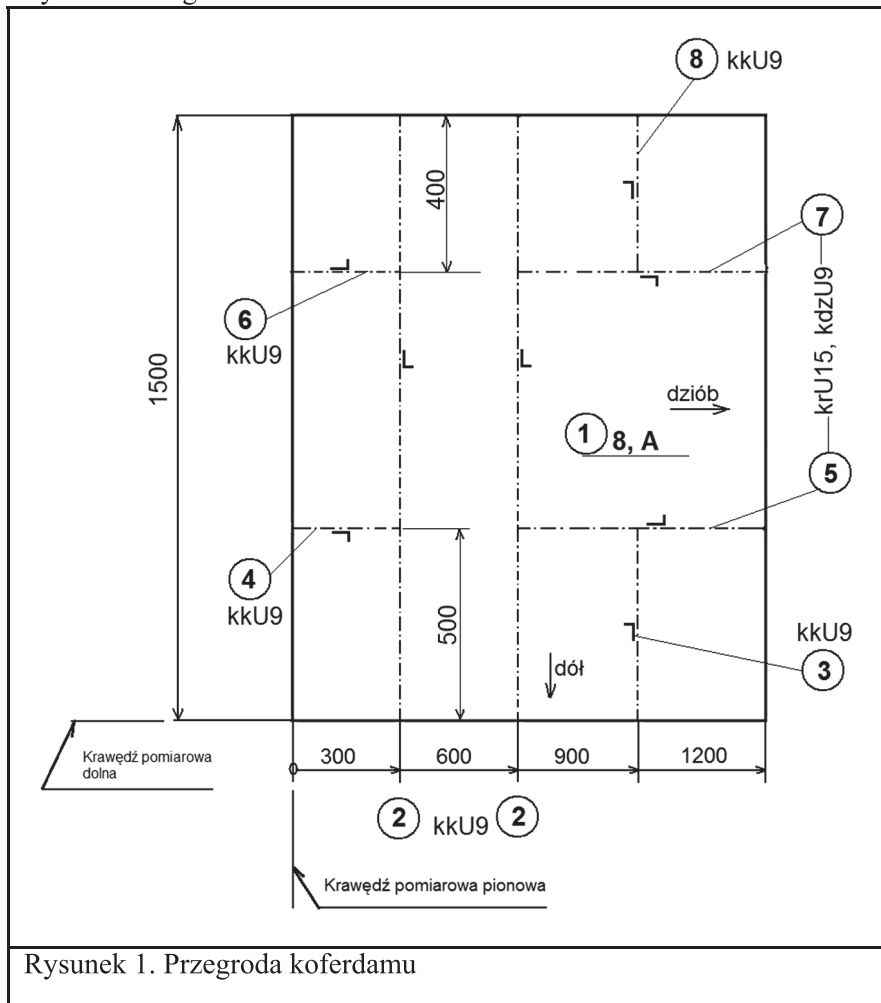 8 kkU9
400
7
krU15, kdzU9
6
kkU9
1500
dziób
1 8, A
5
4
kkU9
500
kkU9
3
dół
300 600 900 1200
Krawędź pomiarowa
dolna
2 kkU9 2
Krawędź pomiarowa pionowa
Rysunek 1. Przegroda koferdamu